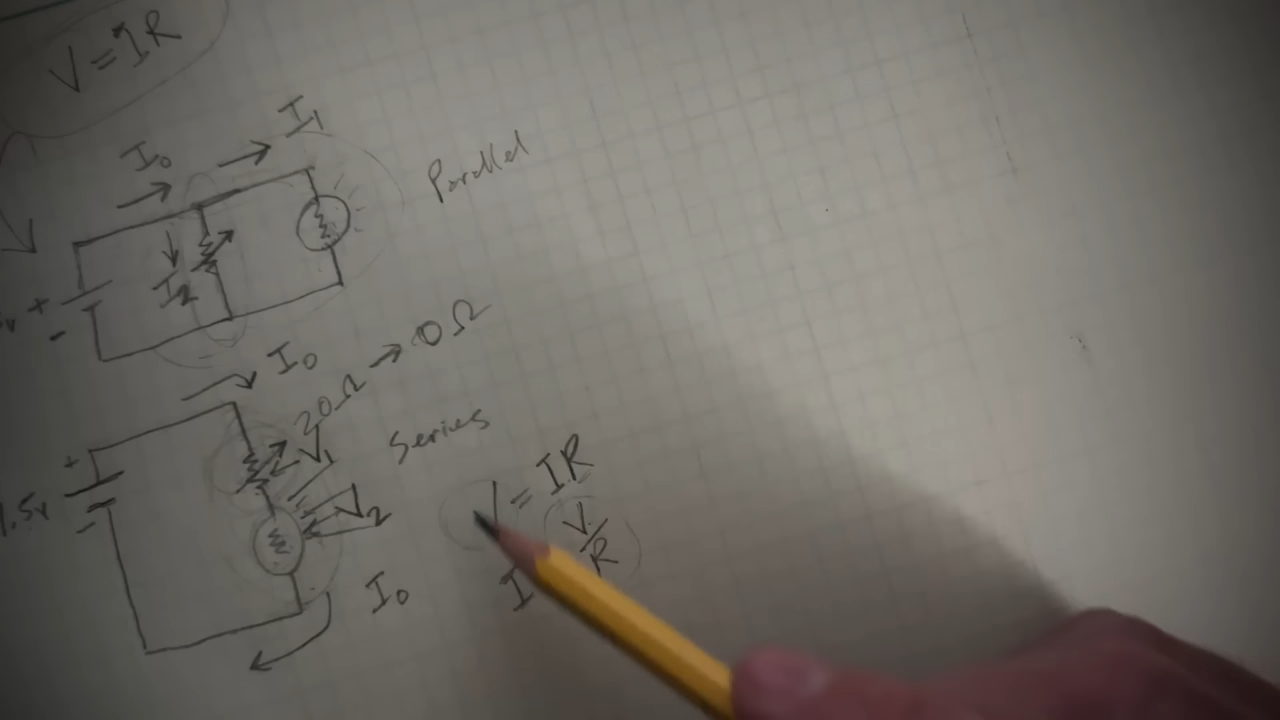 V=IR
I₁
I₀
Parallel
I₂
+
-
I₀
20Ω → 0Ω
Series
V₁
+
1.5v
-
V₂
= IR
V/R
I
I₀